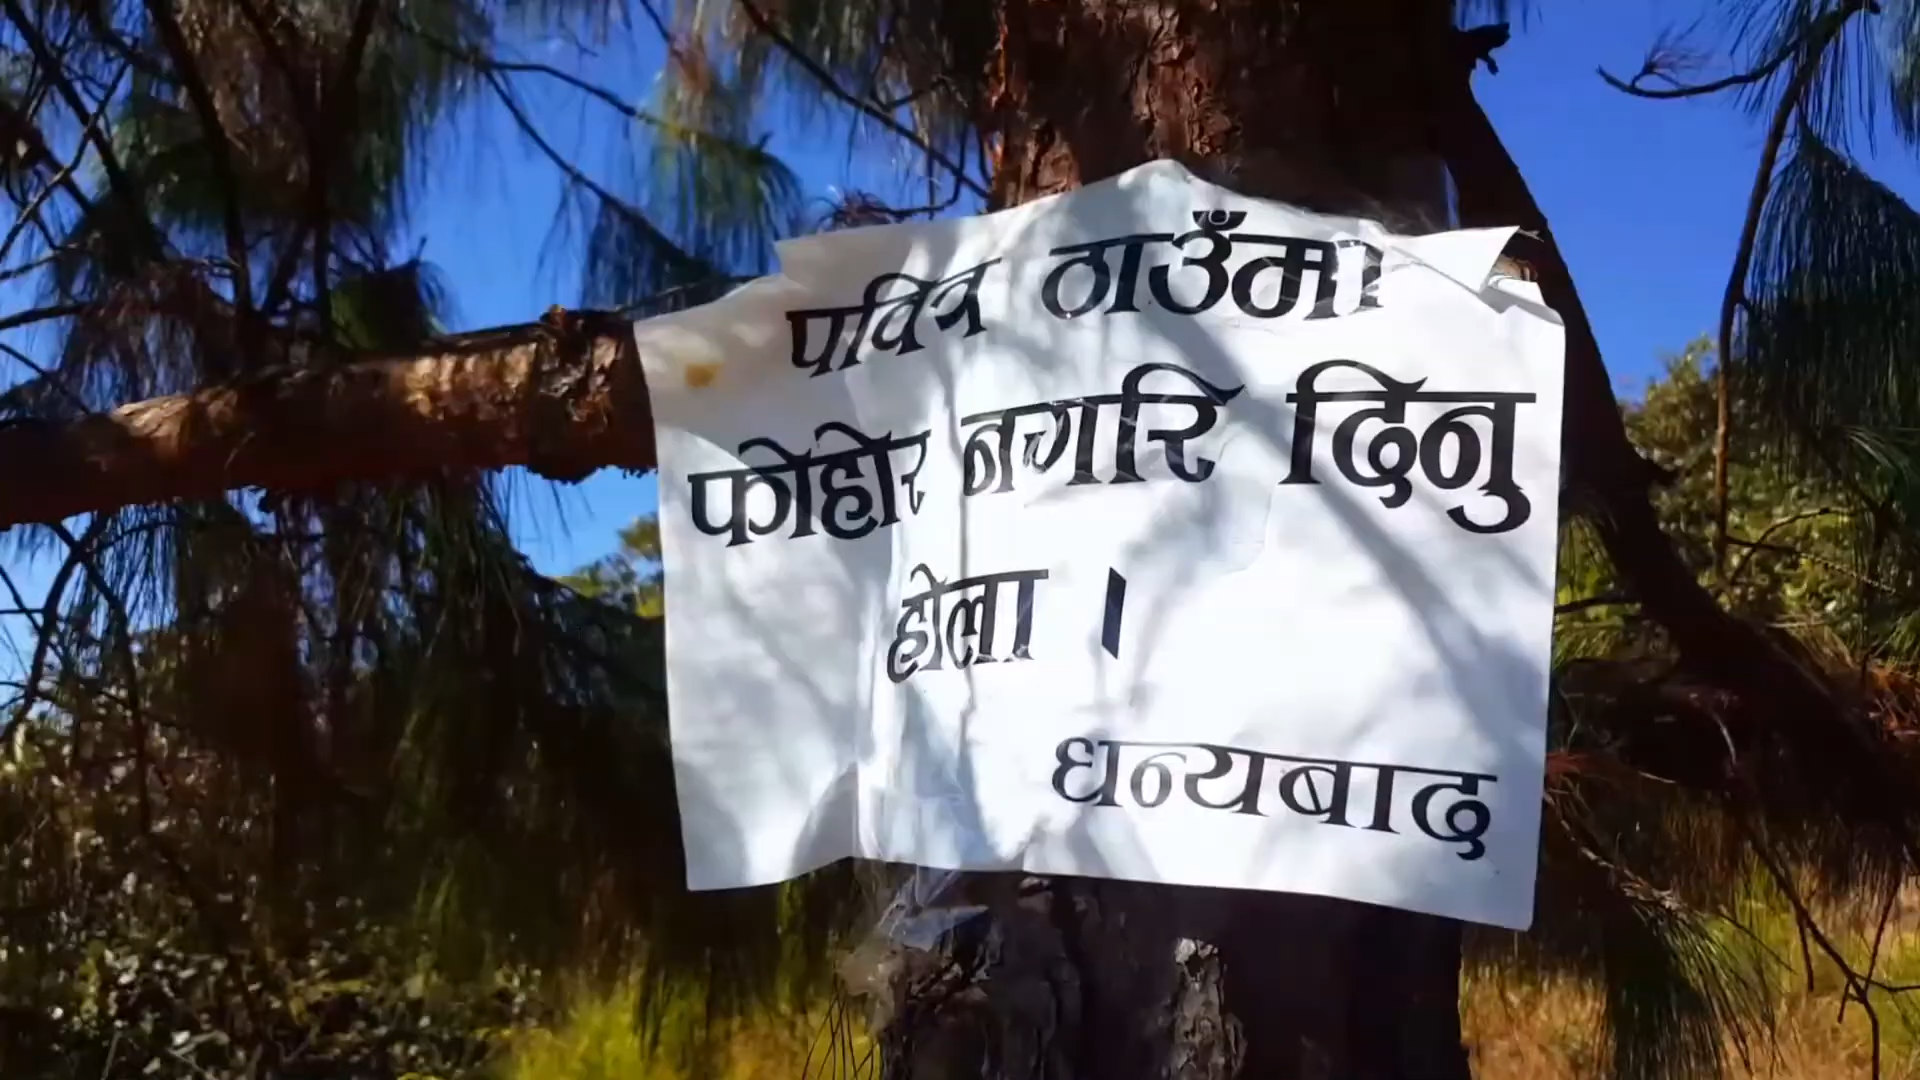 पवित्र ठाउँमा
फोहोर नगरि दिनु
होला ।
धन्यबाद